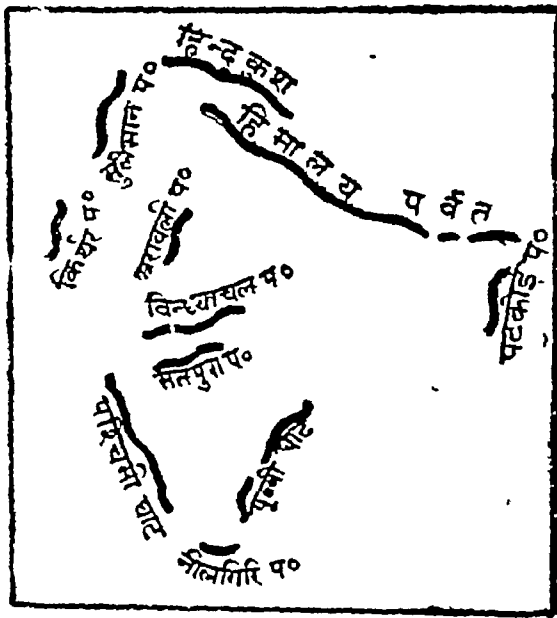 हिन्दूकुश
सुलेमान प०
हिमालय पर्वत
किर्थर प०
अरावली प०
पटकोई प०
विन्ध्याचल प०
सतपुरा प०
पश्चिमी घाट
पूर्वी घाट
नीलगिरि प०